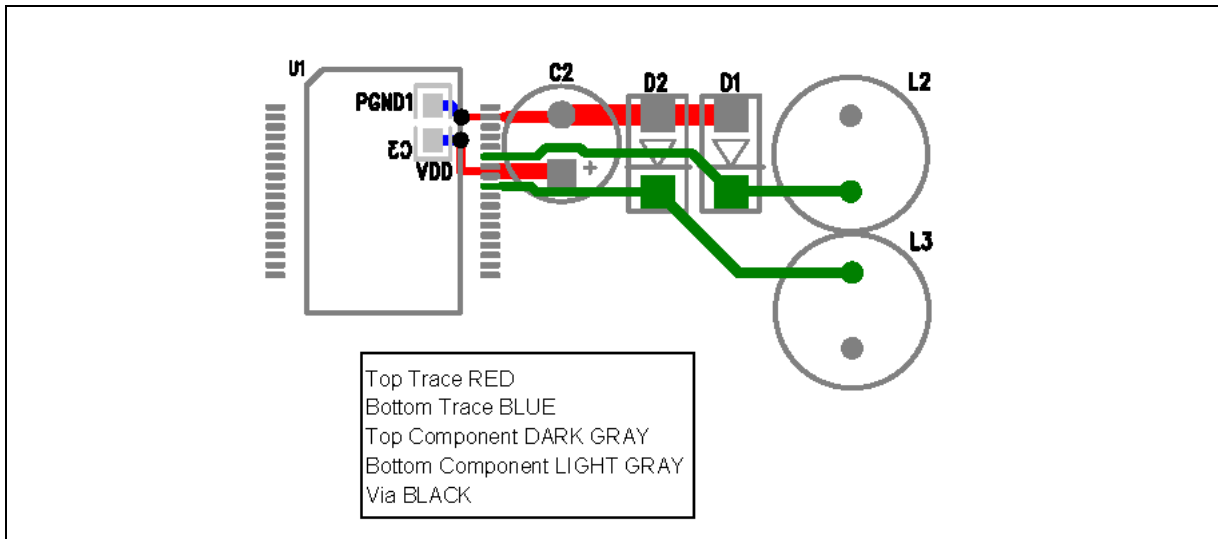 U1
PGND1
C3
VDD
C2
D2
D1
L2
+
L3
Top Trace RED
Bottom Trace BLUE
Top Component DARK GRAY
Bottom Component LIGHT GRAY
Via BLACK